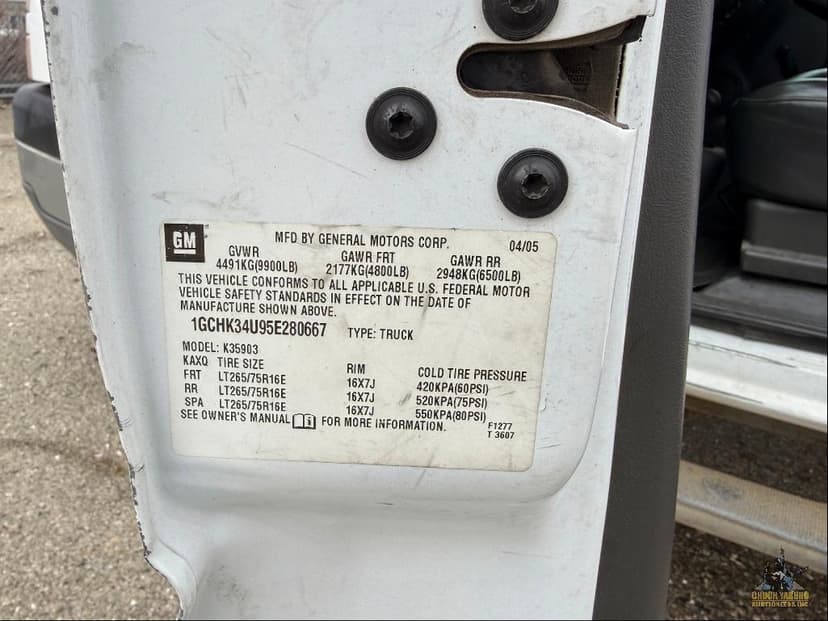 GM
MFD BY GENERAL MOTORS CORP. 04/05
GVWR GAWR FRT GAWR RR
4491KG(9900LB) 2177KG(4800LB) 2948KG(6500LB)
THIS VEHICLE CONFORMS TO ALL APPLICABLE U.S. FEDERAL MOTOR
VEHICLE SAFETY STANDARDS IN EFFECT ON THE DATE OF
MANUFACTURE SHOWN ABOVE.
1GCHK34U95E280667 TYPE: TRUCK
MODEL: K35903
KAXQ TIRE SIZE RIM COLD TIRE PRESSURE
FRT LT265/75R16E 16X7J 420KPA(60PSI)
RR LT265/75R16E 16X7J 520KPA(75PSI)
SPA LT265/75R16E 16X7J 550KPA(80PSI)
SEE OWNER'S MANUAL FOR MORE INFORMATION.
F1277
T 3607
CHUCK YARBRO
AUCTIONEERS, INC